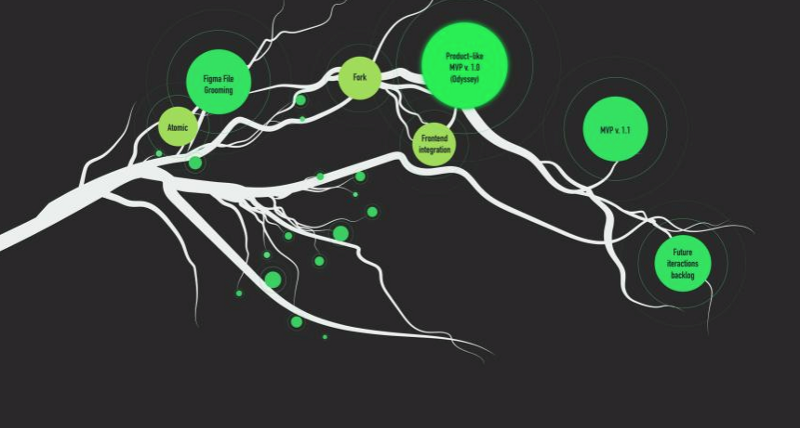 Figma File
Grooming
Atomic
Fork
Product-like
MVP v. 1.0
(Odyssey)
Frontend
integration
MVP v. 1.1
Future
iteractions
backlog